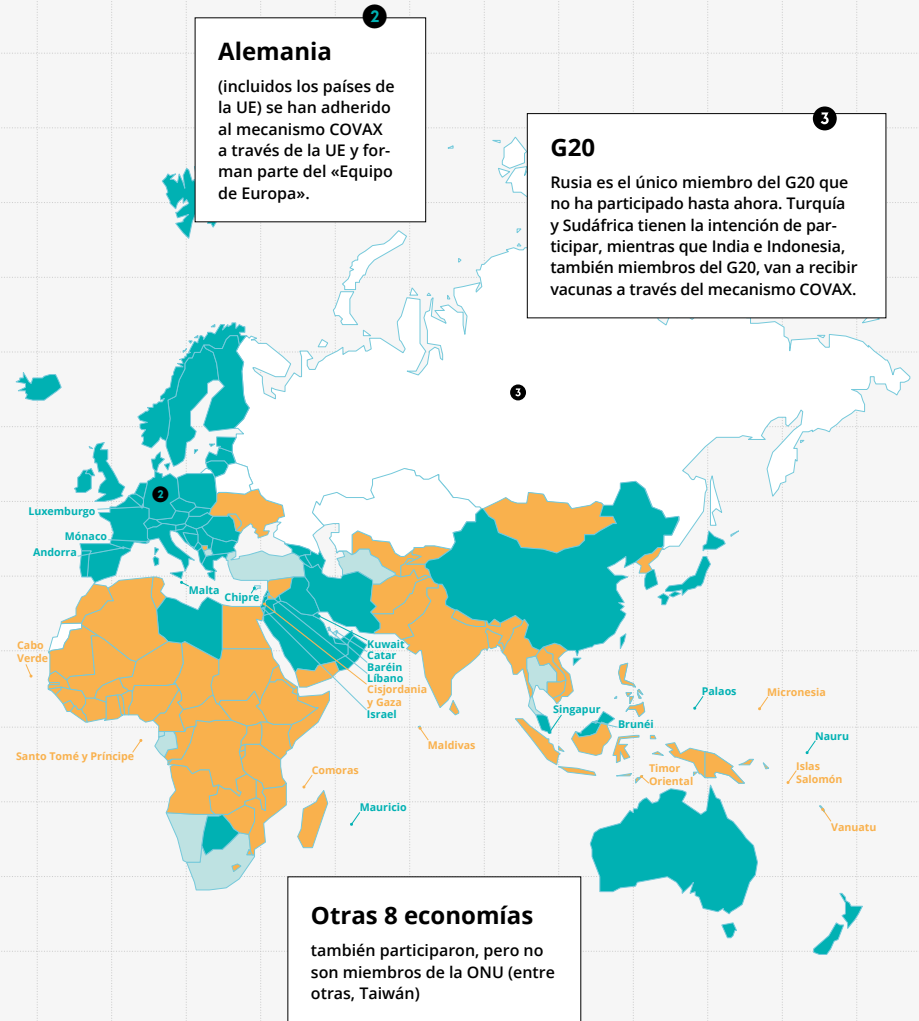 2
Alemania
(incluidos los países de
la UE) se han adherido
al mecanismo COVAX
a través de la UE y for-
man parte del «Equipo
de Europa».
3
G20
Rusia es el único miembro del G20 que
no ha participado hasta ahora. Turquía
y Sudáfrica tienen la intención de par-
ticipar, mientras que India e Indonesia,
también miembros del G20, van a recibir
vacunas a través del mecanismo COVAX.
3
2
Luxemburgo
Mónaco
Andorra
Malta
Chipre
Cabo
Verde
Kuwait
Catar
Baréin
Líbano
Cisjordania
y Gaza
Israel
Palaos
Micronesia
Singapur
Brunéi
Nauru
Santo Tomé y Príncipe
Maldivas
Comoras
Timor
Oriental
Islas
Salomón
Mauricio
Vanuatu
Otras 8 economías
también participaron, pero no
son miembros de la ONU (entre
otras, Taiwán)